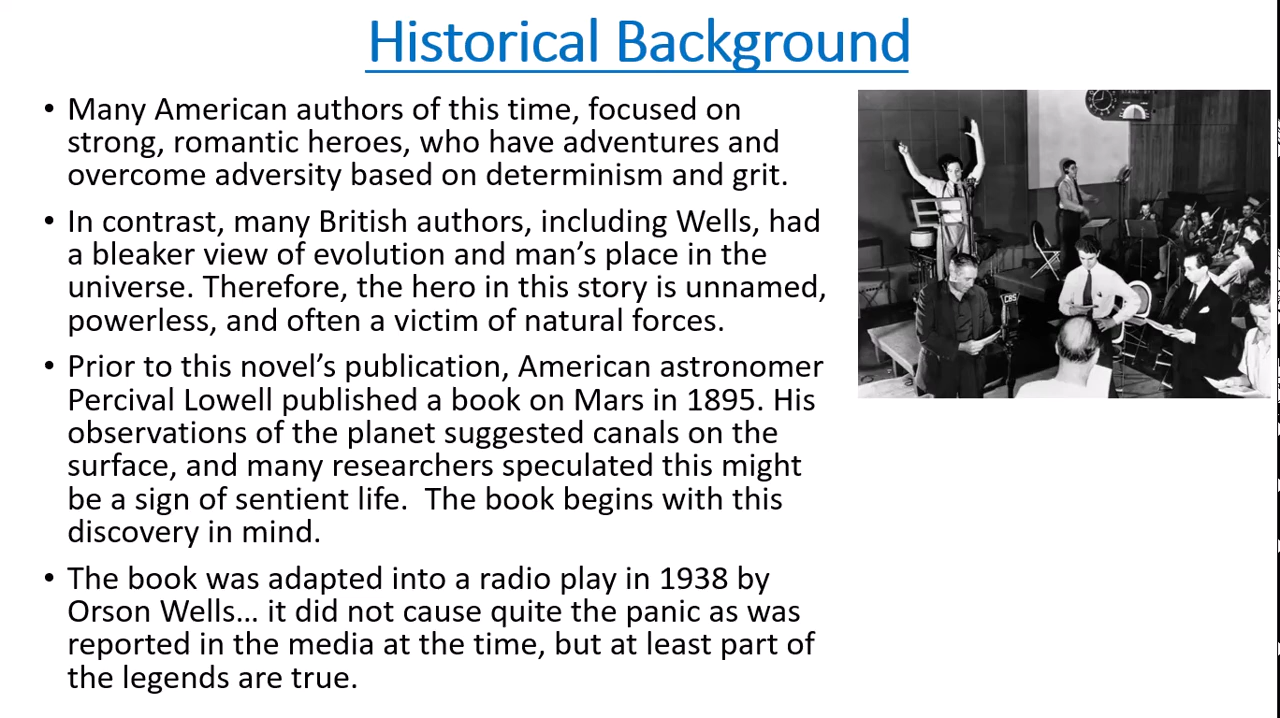 Historical Background
• Many American authors of this time, focused on
strong, romantic heroes, who have adventures and
overcome adversity based on determinism and grit.
• In contrast, many British authors, including Wells, had
a bleaker view of evolution and man’s place in the
universe. Therefore, the hero in this story is unnamed,
powerless, and often a victim of natural forces.
• Prior to this novel’s publication, American astronomer
Percival Lowell published a book on Mars in 1895. His
observations of the planet suggested canals on the
surface, and many researchers speculated this might
be a sign of sentient life.  The book begins with this
discovery in mind.
• The book was adapted into a radio play in 1938 by
Orson Wells… it did not cause quite the panic as was
reported in the media at the time, but at least part of
the legends are true.
CBS